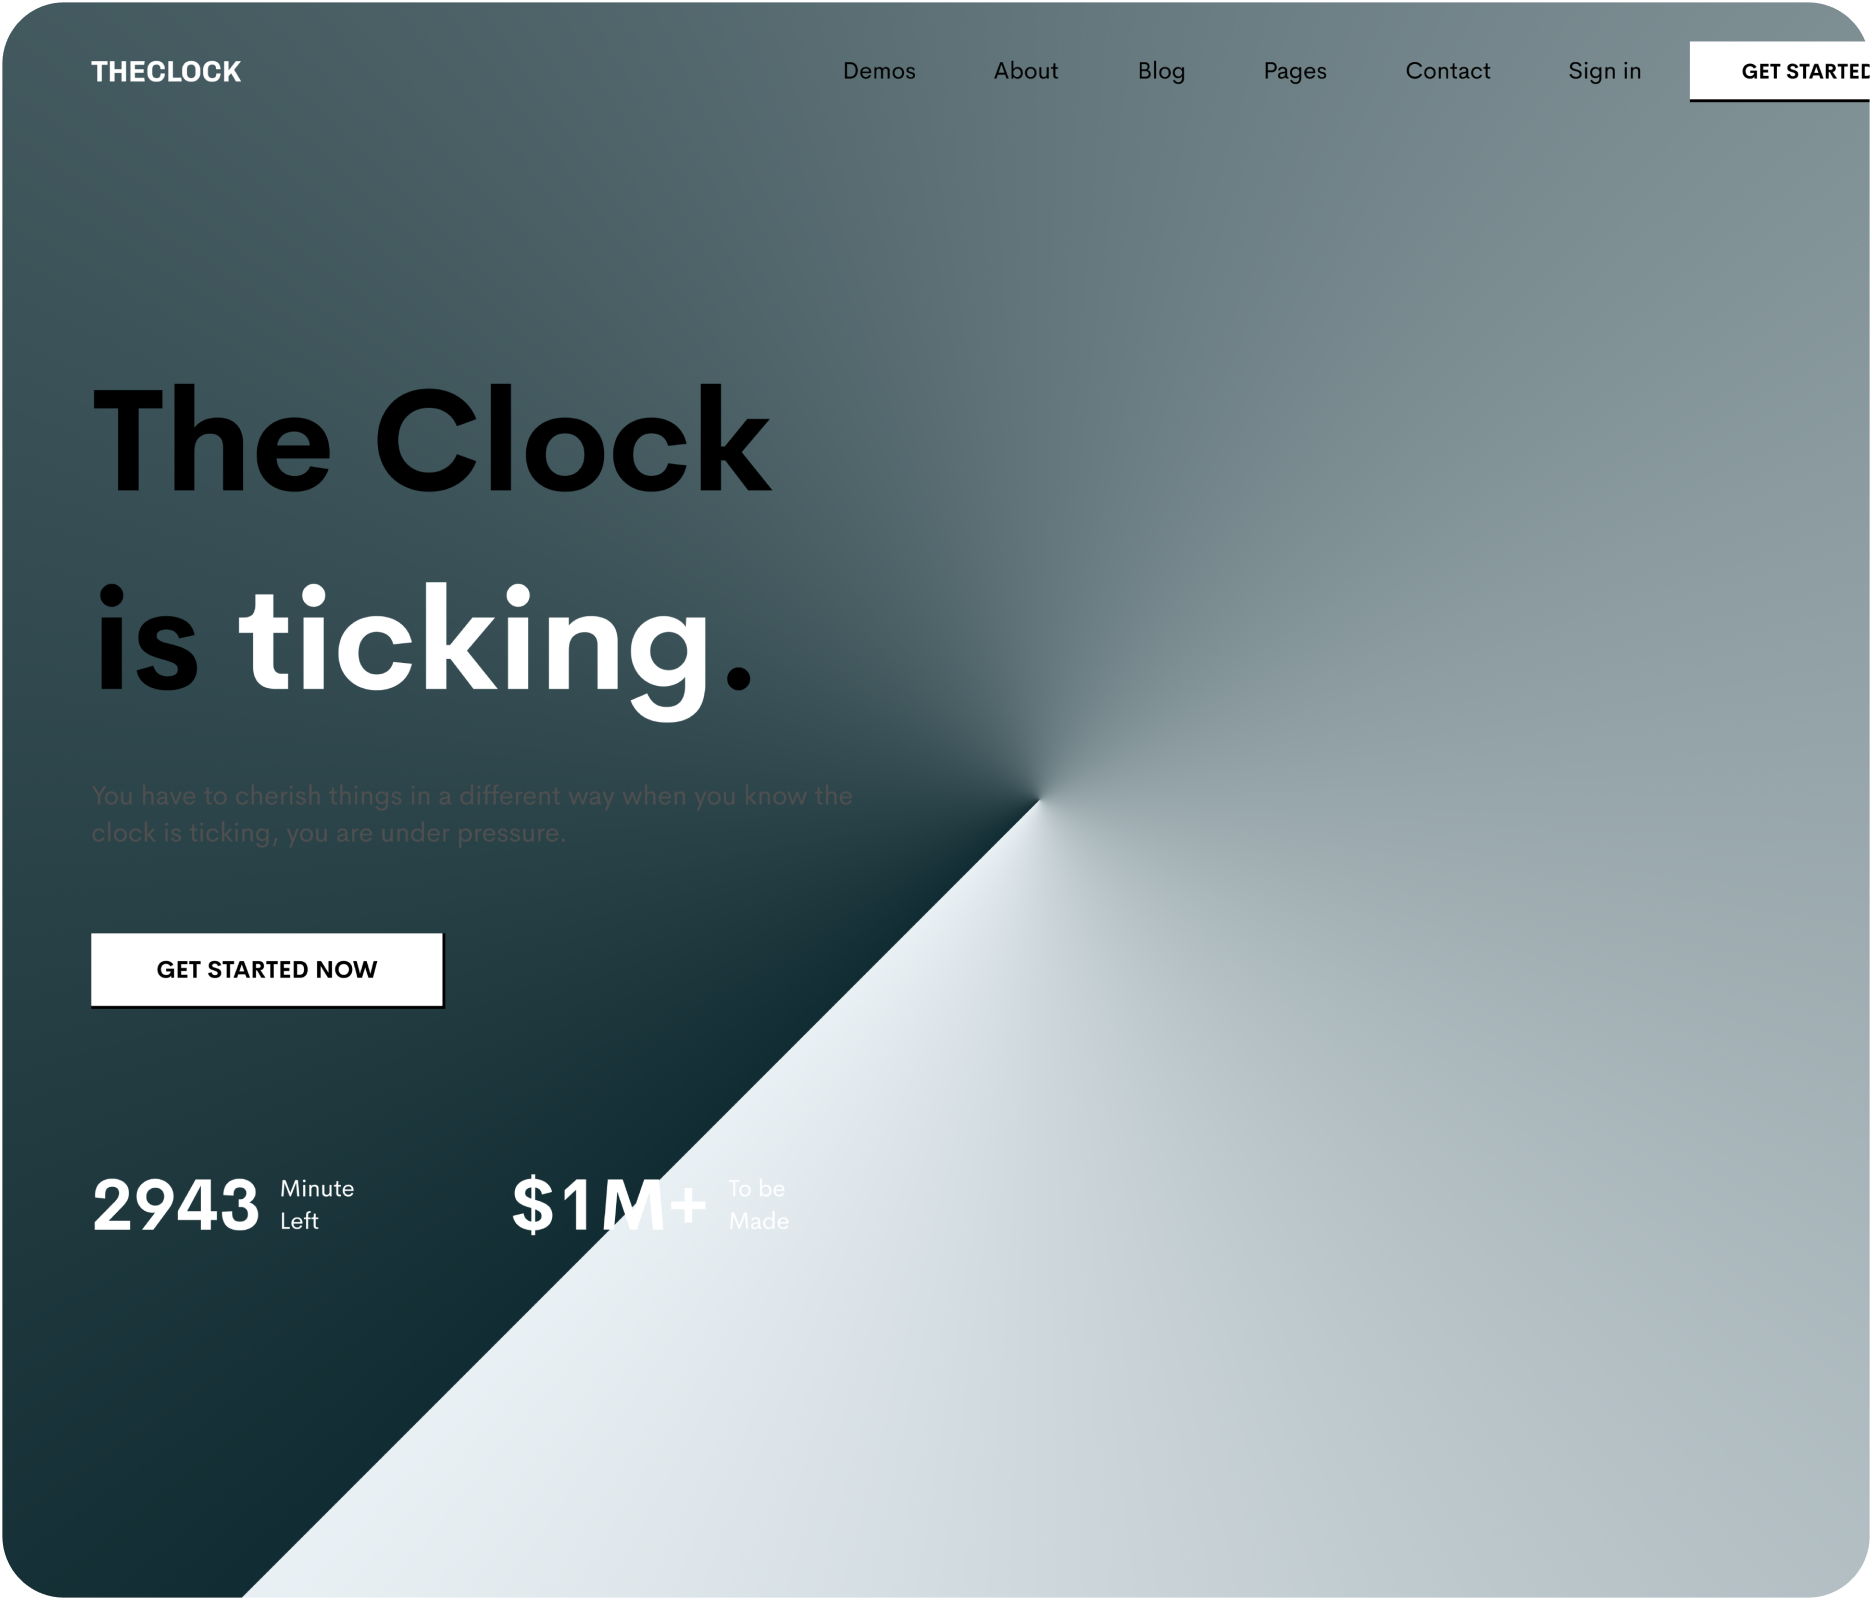 THECLOCK
Demos About Blog Pages Contact Sign in GET STARTED
The Clock
is ticking.
You have to cherish things in a different way when you know the
clock is ticking, you are under pressure.
GET STARTED NOW
2943 Minute Left
$1M+ To be Made